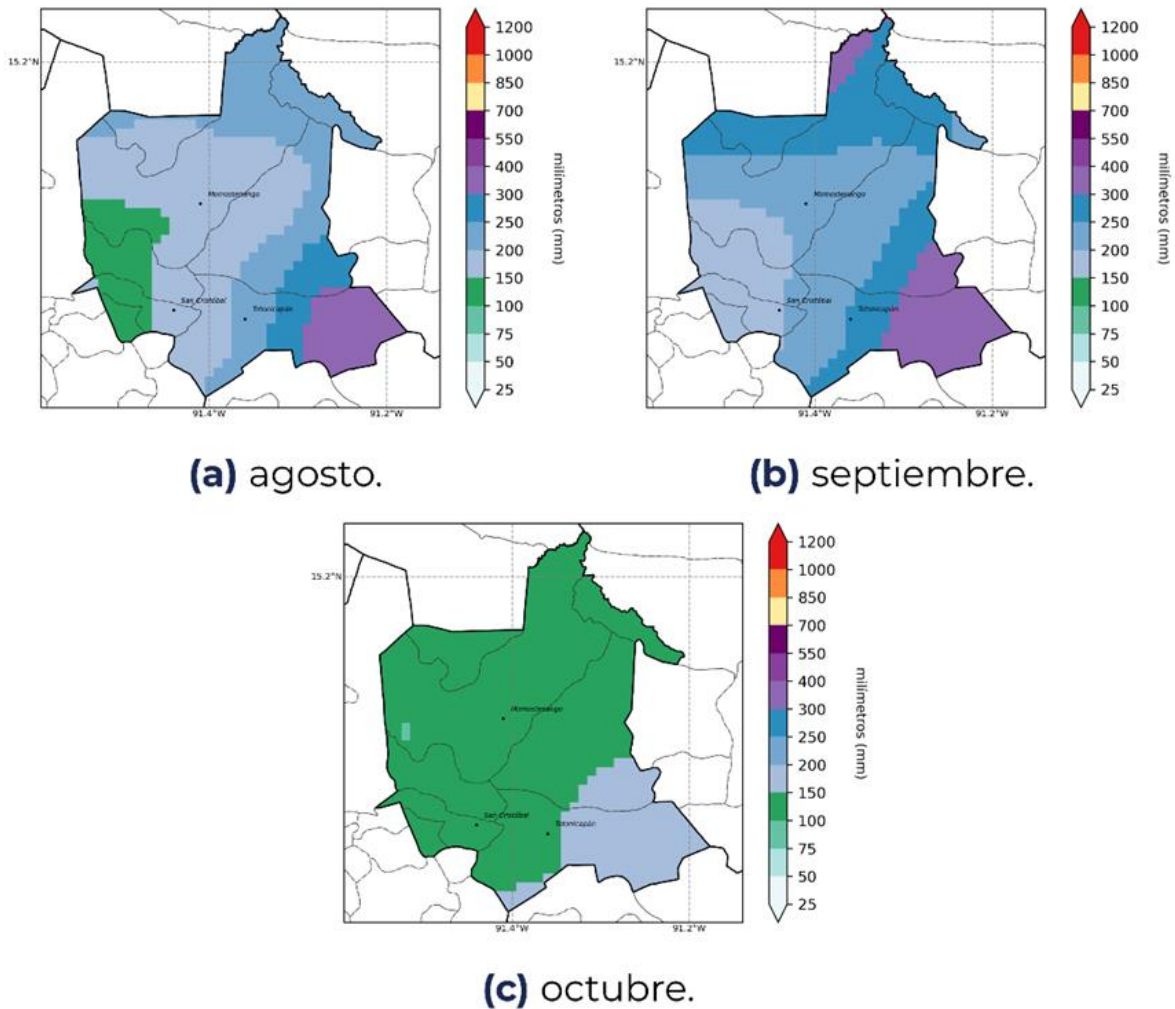 1200
1000
850
700
550
400
300
250
200
150
100
75
50
25
milímetros (mm)
15.2°N
Momostenango
San Cristóbal
Totonicapán
91.4°W
91.2°W
1200
1000
850
700
550
400
300
250
200
150
100
75
50
25
milímetros (mm)
15.2°N
Momostenango
San Cristóbal
Totonicapán
91.4°W
91.2°W
(a) agosto.
(b) septiembre.
1200
1000
850
700
550
400
300
250
200
150
100
75
50
25
milímetros (mm)
15.2°N
Momostenango
San Cristóbal
Totonicapán
91.4°W
91.2°W
(c) octubre.